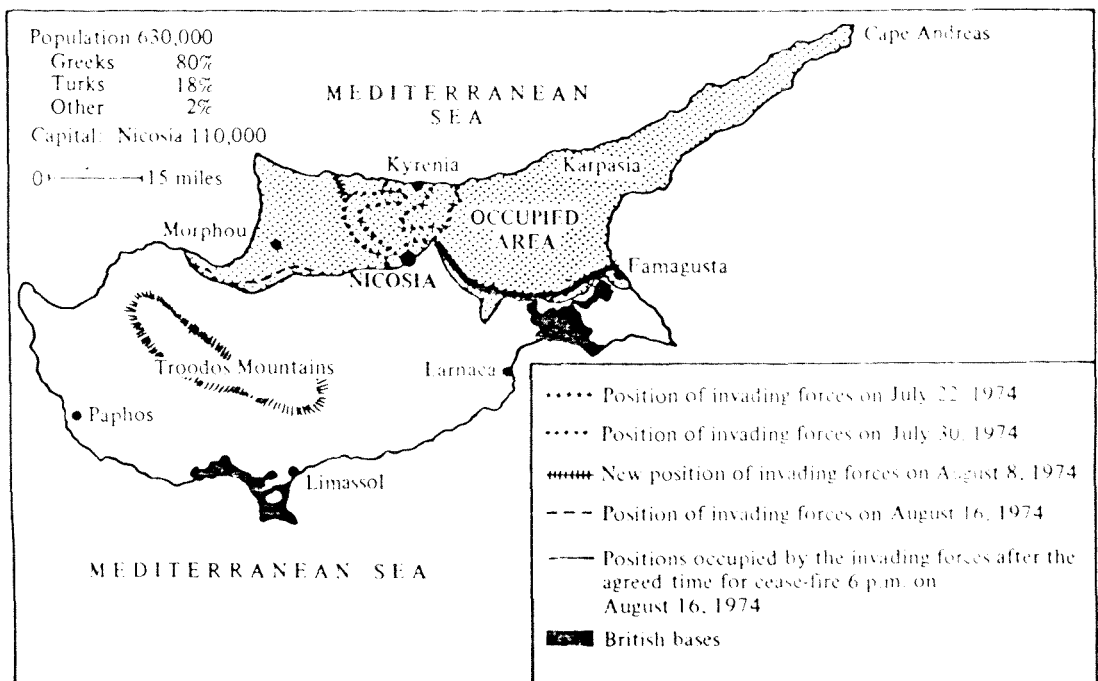 Population 630,000
Greeks 80%
Turks 18%
Other 2%
Capital: Nicosia 110,000
0 15 miles
Cape Andreas
MEDITERRANEAN
SEA
Kyrenia
Karpasia
Morphou
OCCUPIED
AREA
NICOSIA
Famagusta
Troodos Mountains
Larnaca
Paphos
Limassol
MEDITERRANEAN SEA
Position of invading forces on July 22, 1974
Position of invading forces on July 30, 1974
New position of invading forces on August 8, 1974
Position of invading forces on August 16, 1974
Positions occupied by the invading forces after the
agreed time for cease-fire 6 p.m. on
August 16, 1974
British bases